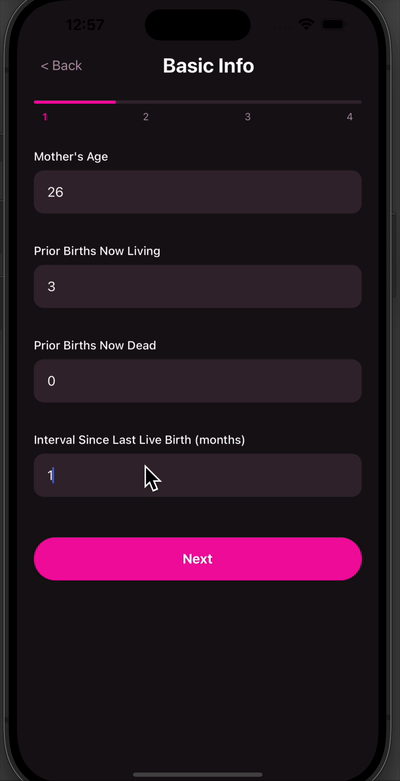 12:57
< Back
Basic Info
1 2 3 4
Mother's Age
26
Prior Births Now Living
3
Prior Births Now Dead
0
Interval Since Last Live Birth (months)
1
Next